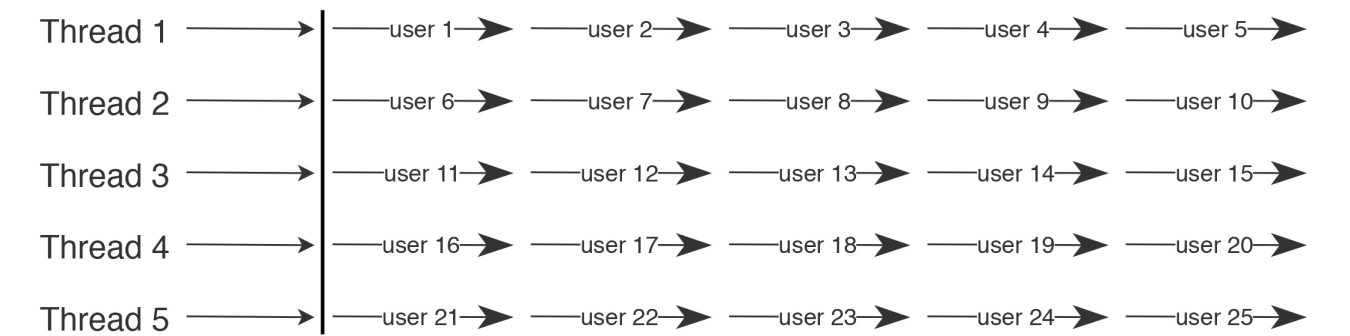 Thread 1 user 1 user 2 user 3 user 4 user 5
Thread 2 user 6 user 7 user 8 user 9 user 10
Thread 3 user 11 user 12 user 13 user 14 user 15
Thread 4 user 16 user 17 user 18 user 19 user 20
Thread 5 user 21 user 22 user 23 user 24 user 25